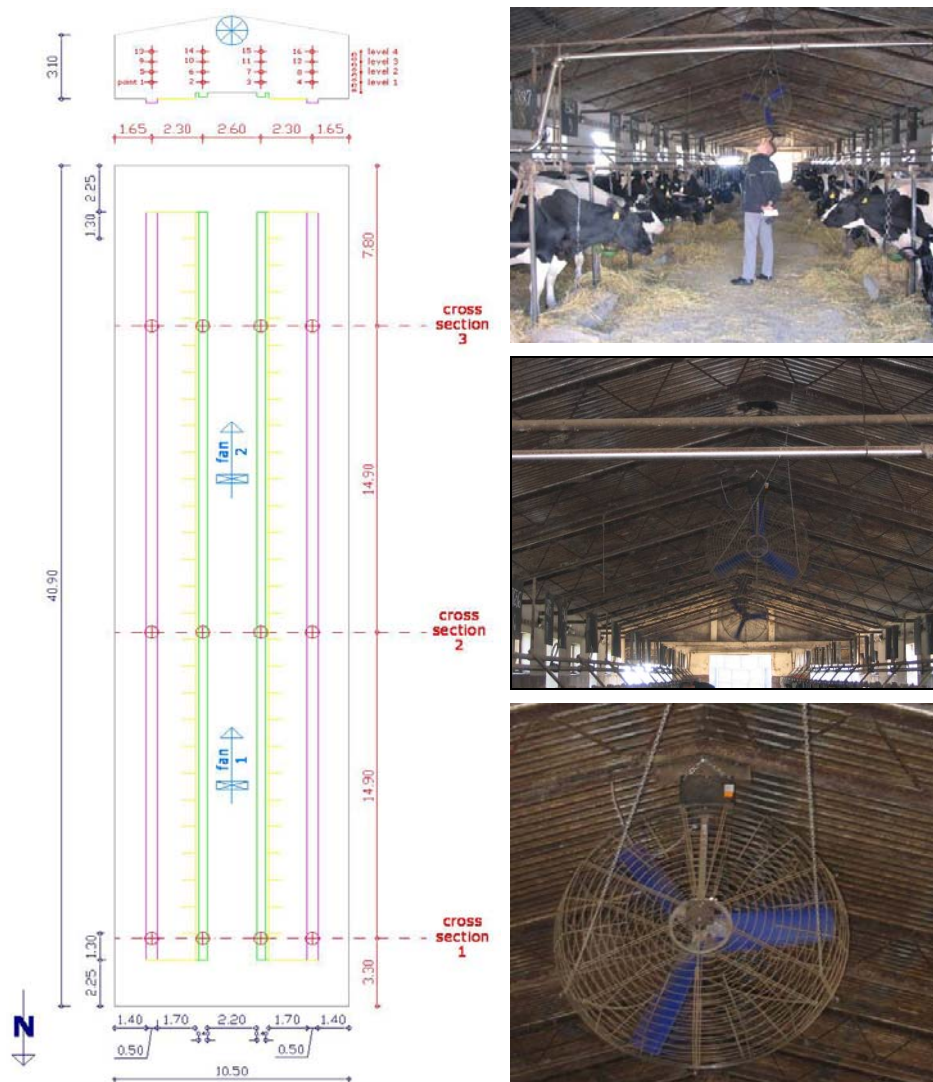 3.10
13 14 15 16 level 4
9 10 11 level 3
5 6 7 8 level 2
point 1 2 3 4 level 1
1.65 2.30 2.60 2.30 1.65
2.25
1.30
7.80
cross
section
3
fan
2
14.90
40.90
cross
section
2
fan
1
14.90
cross
section
1
1.30
2.25
3.30
N
1.40 1.70 2.20 1.70 1.40
0.50 0.50
10.50